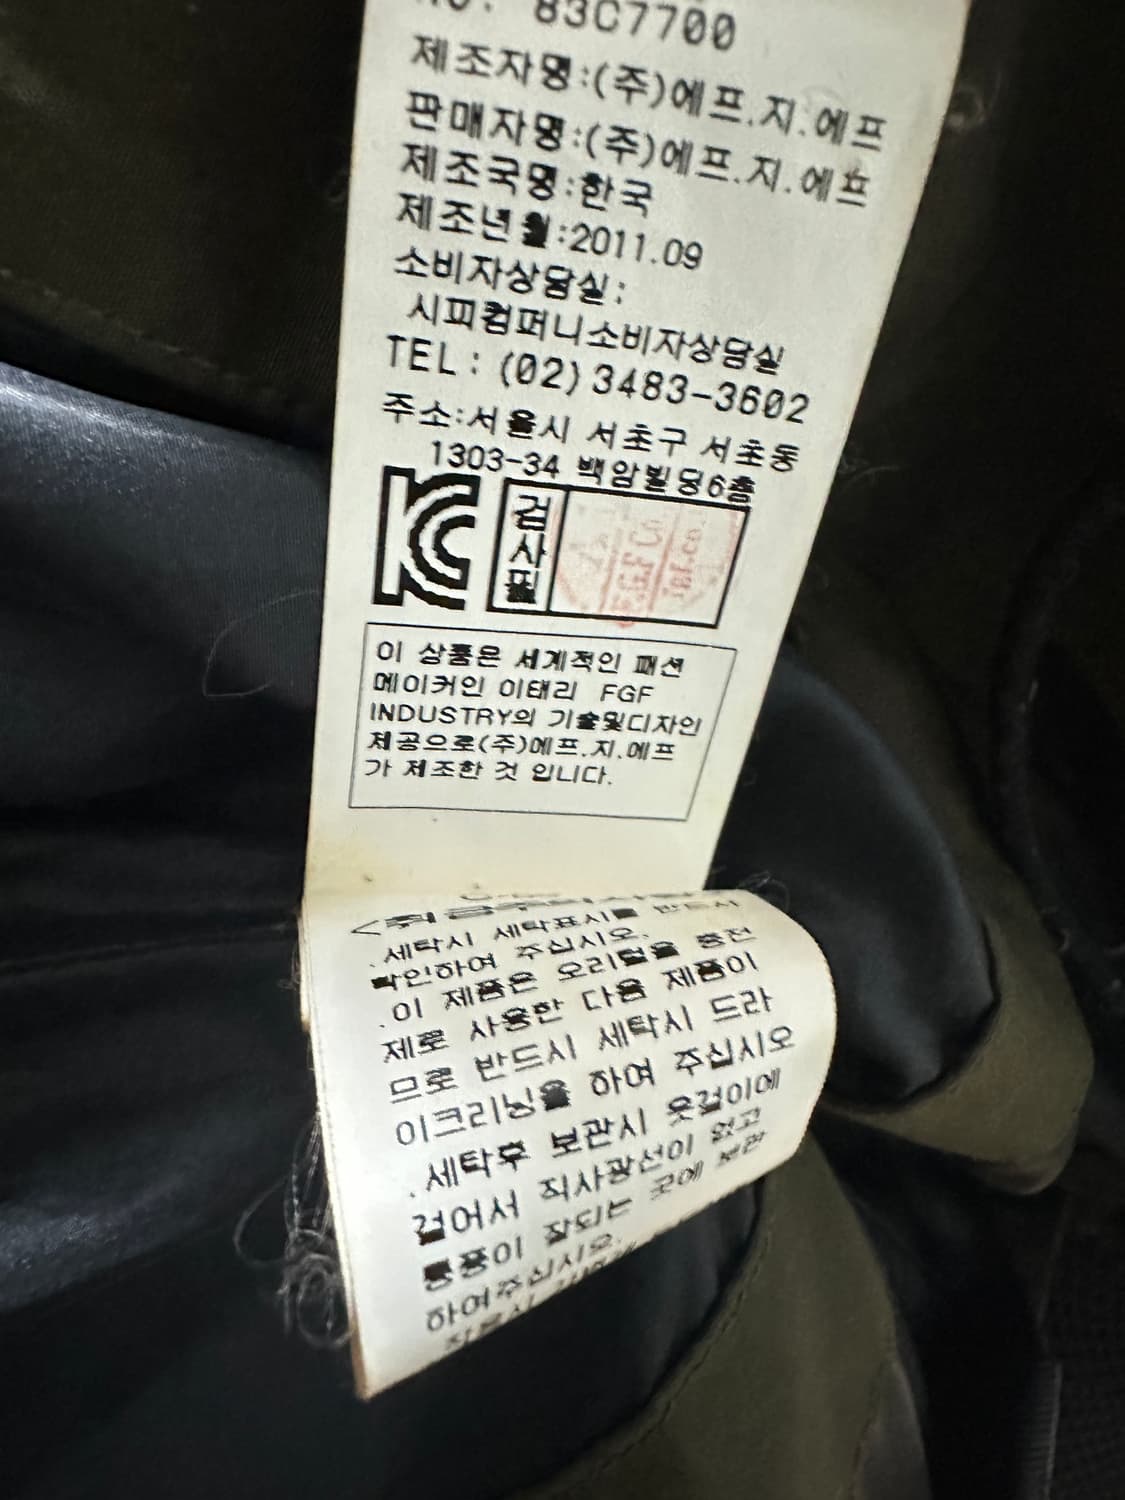 NO: 83C7700
제조자명:(주)에프.지.에프
판매자명:(주)에프.지.에프
제조국명:한국
제조년월:2011.09
소비자상담실:
시피컴퍼니소비자상담실
TEL: (02)3483-3602
주소:서울시 서초구 서초동
1303-34 백암빌딩6층
KC
검사필
F.G.F Co.
이 상품은 세계적인 패션
메이커인 이태리 FGF
INDUSTRY의 기술및디자인
제공으로(주)에프.지.에프
가 제조한 것 입니다.
.세탁시 세탁표시를 반드시
확인하여 주십시오.
.이 제품은 오리털을 충전
제로 사용한 다음 제품이
므로 반드시 세탁시 드라
이크리닝을 하여 주십시오
.세탁후 보관시 옷걸이에
걸어서 직사광선이 없고
통풍이 잘되는 곳에 보관
하여주십시오.